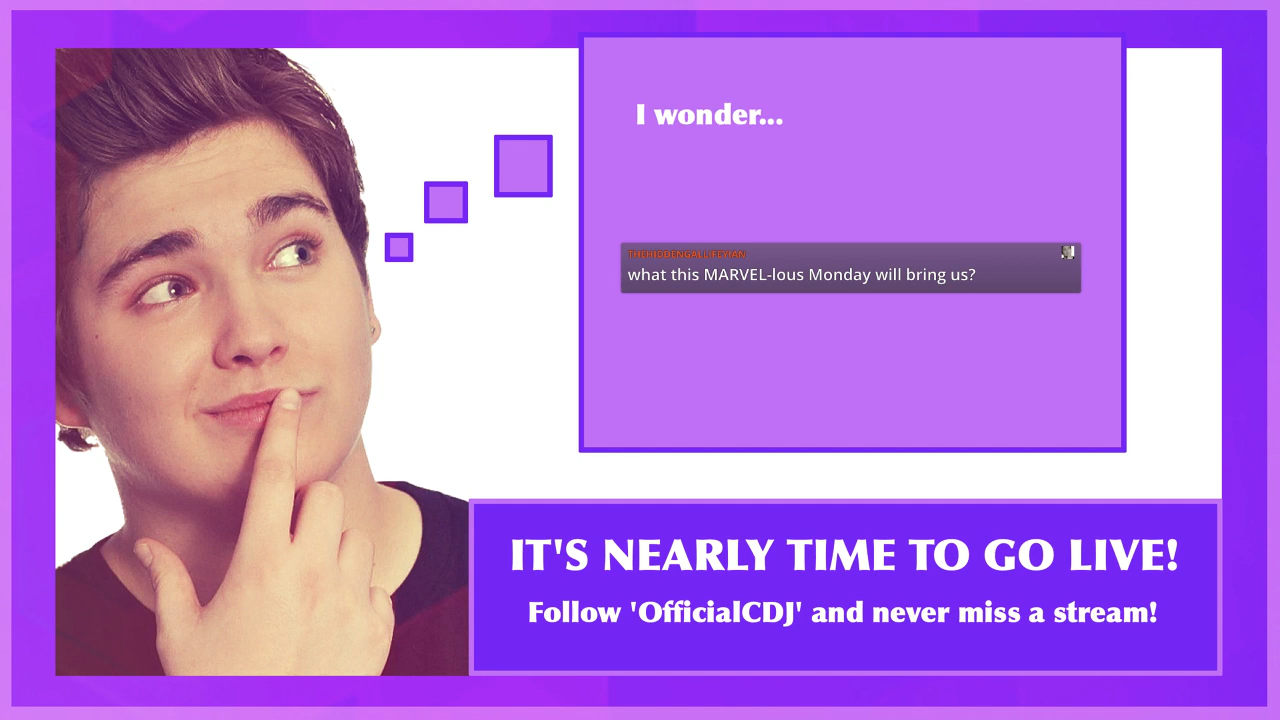 I wonder...
THEHIDDENGALLIFEYIAN
what this MARVEL-lous Monday will bring us?
IT'S NEARLY TIME TO GO LIVE!
Follow 'OfficialCDJ' and never miss a stream!